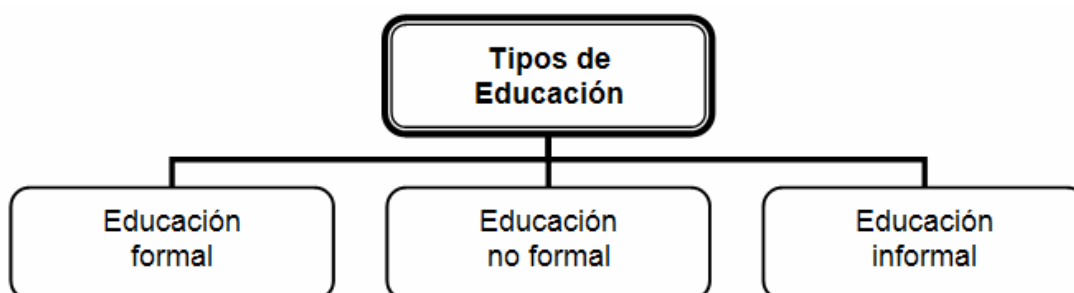 Tipos de
Educación
Educación
formal
Educación
no formal
Educación
informal